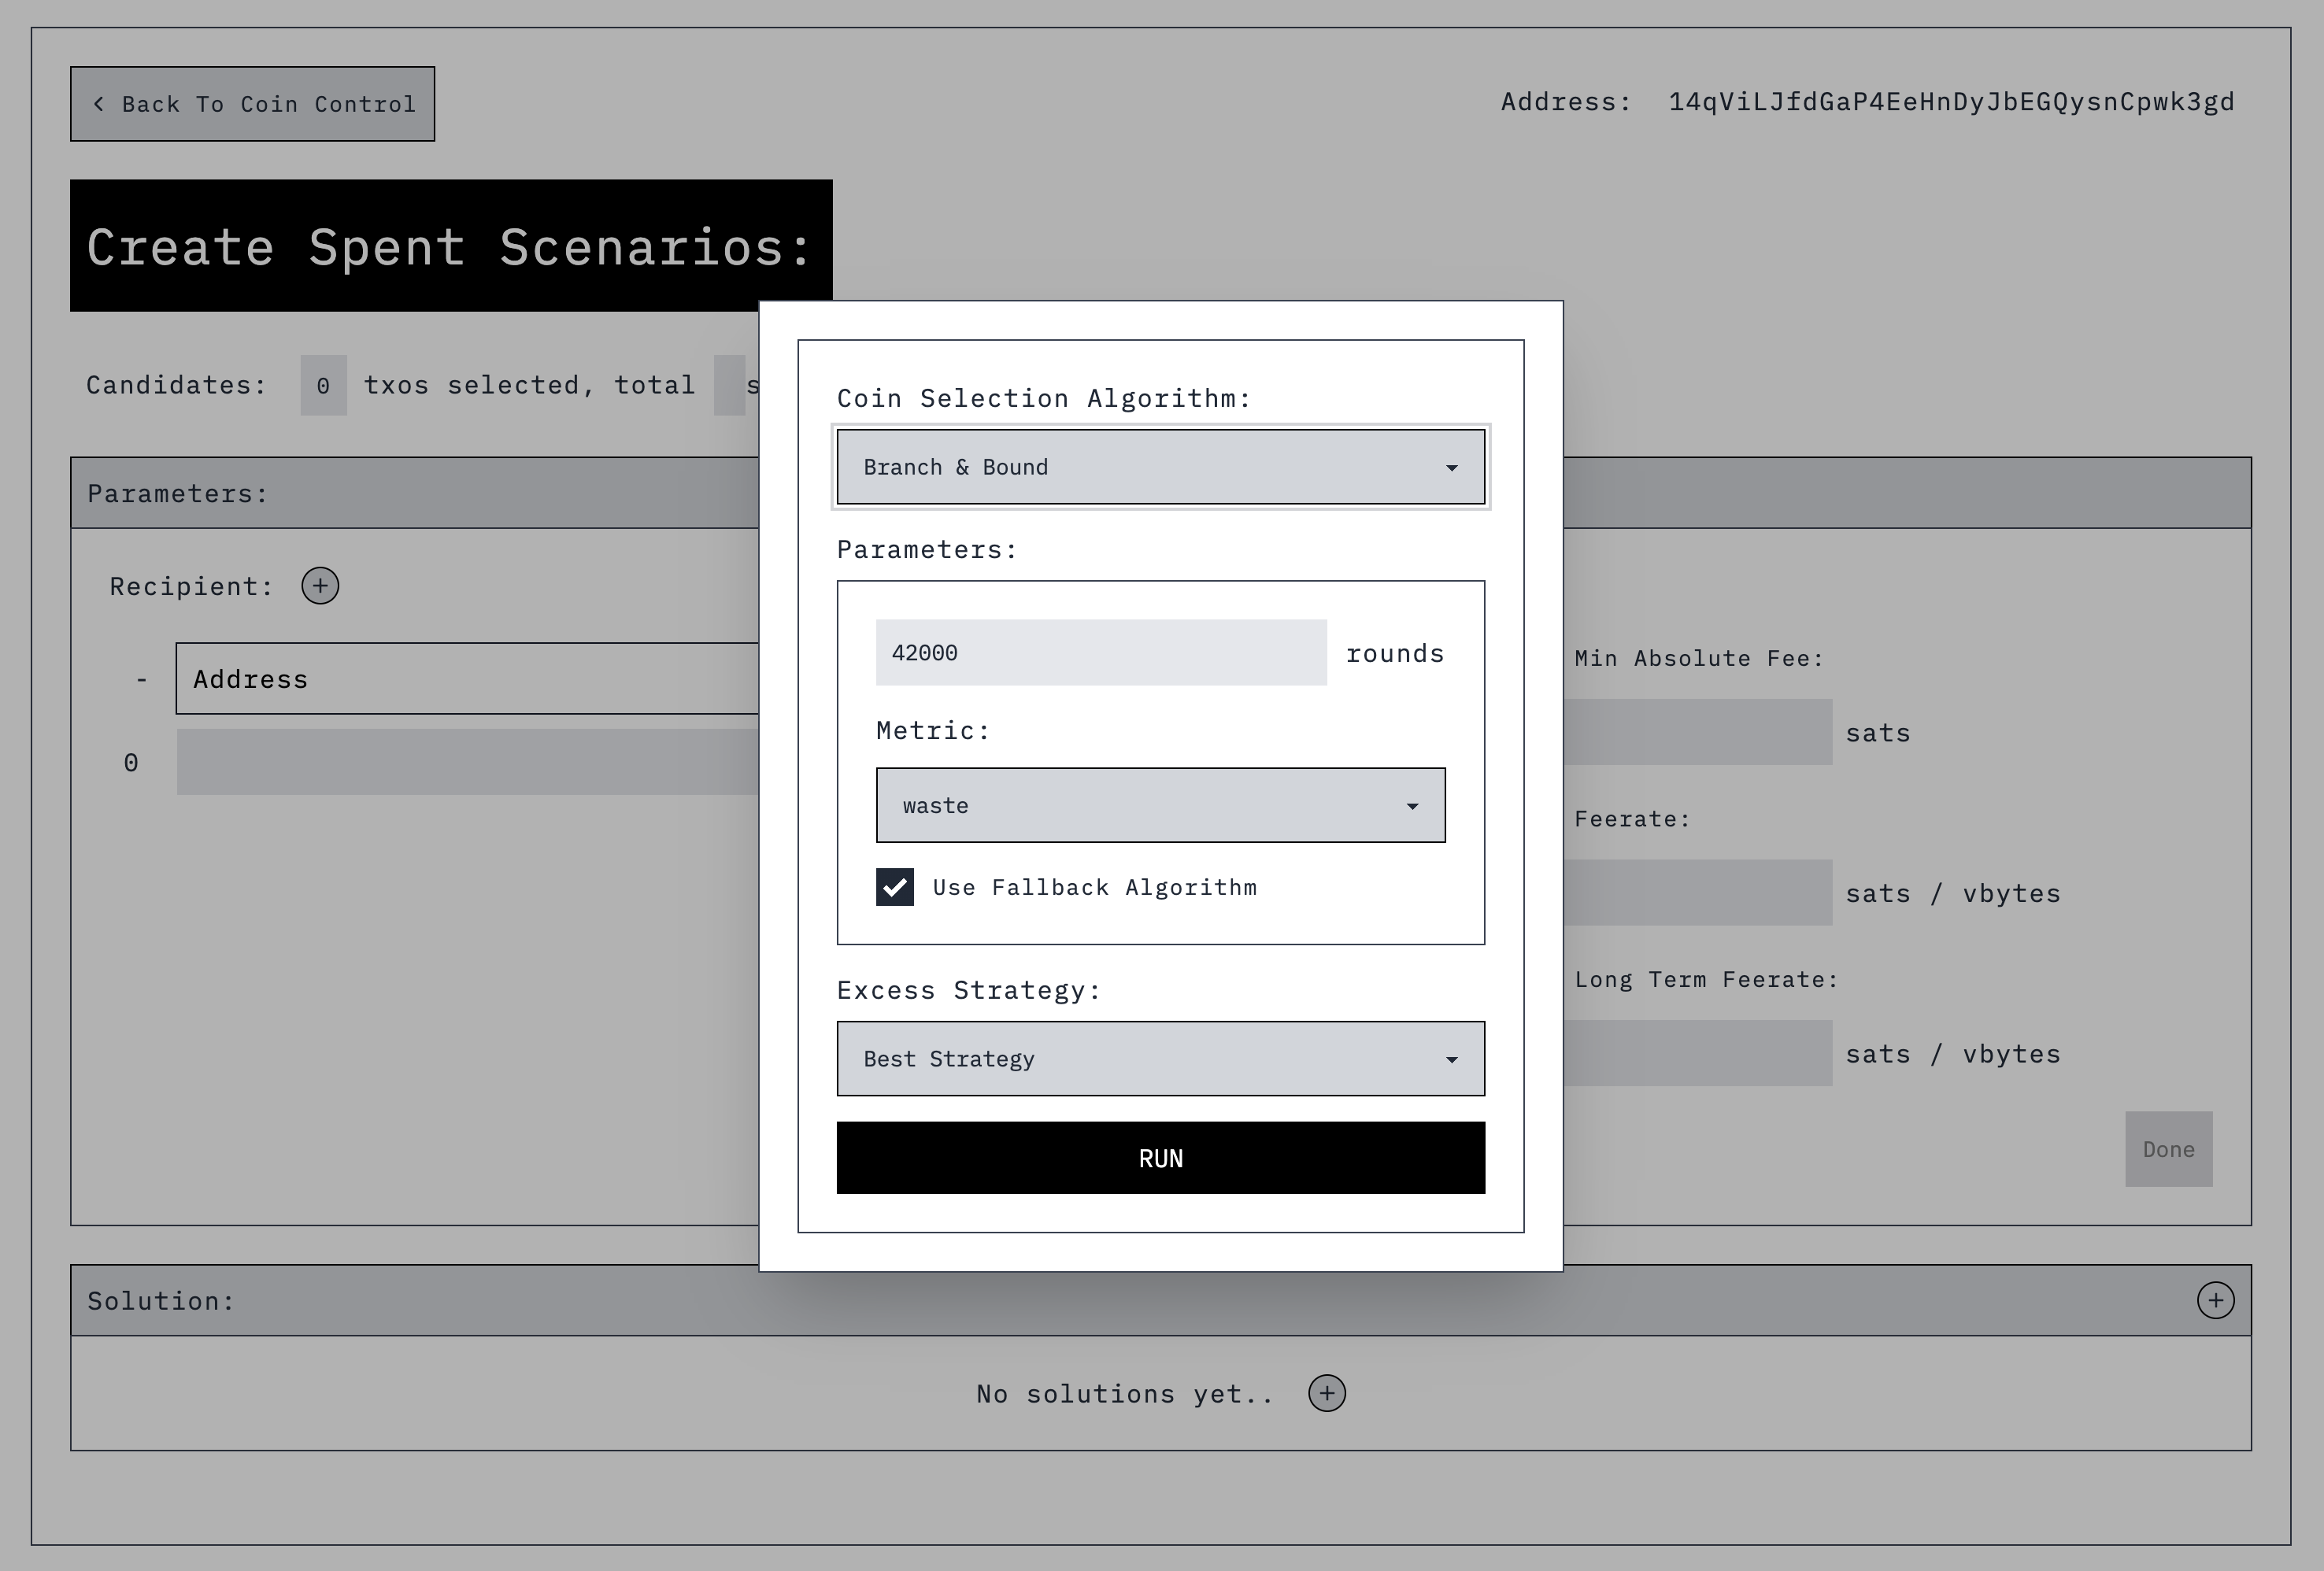 Back To Coin Control
Address: 14qViLJfdGaP4EeHnDyJbEGQysnCpwk3gd
Create Spent Scenarios:
Candidates: 0 txos selected, total s
Parameters:
Recipient:
- Address
0
Min Absolute Fee:
sats
Feerate:
sats / vbytes
Long Term Feerate:
sats / vbytes
Done
Coin Selection Algorithm:
Branch & Bound
Parameters:
42000 rounds
Metric:
waste
Use Fallback Algorithm
Excess Strategy:
Best Strategy
RUN
Solution:
No solutions yet..